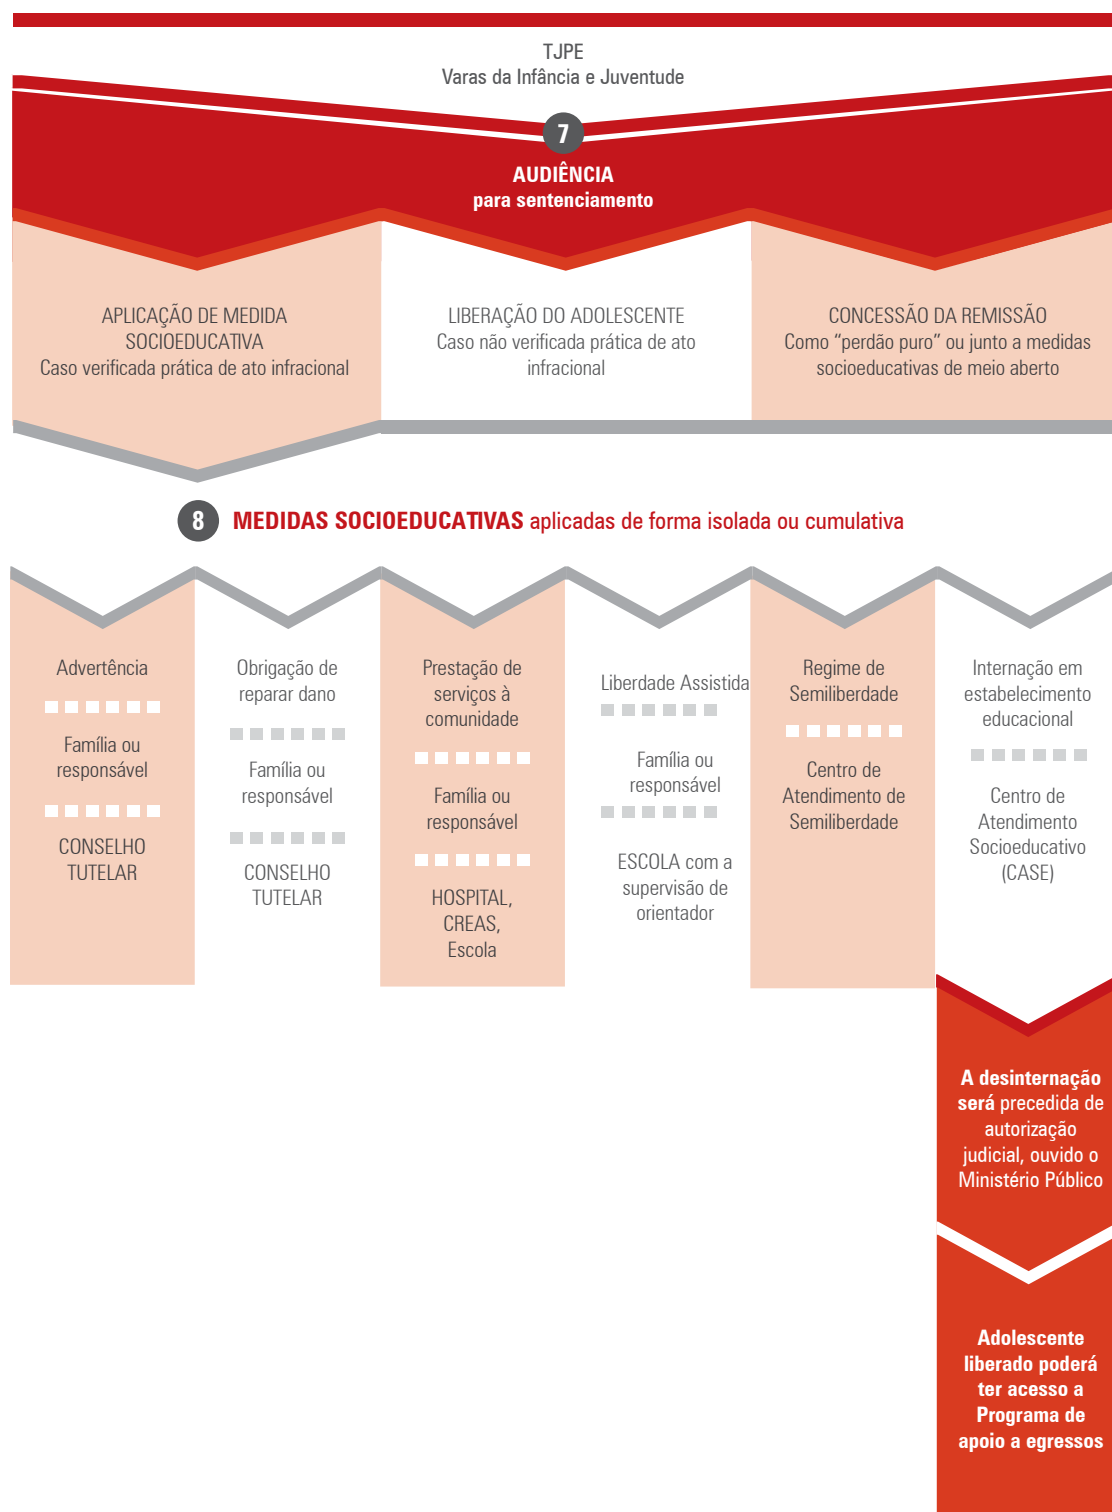 TJPE
Varas da Infância e Juventude
7
AUDIÊNCIA
para sentenciamento
APLICAÇÃO DE MEDIDA
SOCIOEDUCATIVA
Caso verificada prática de ato infracional
LIBERAÇÃO DO ADOLESCENTE
Caso não verificada prática de ato
infracional
CONCESSÃO DA REMISSÃO
Como “perdão puro” ou junto a medidas
socioeducativas de meio aberto
8 MEDIDAS SOCIOEDUCATIVAS aplicadas de forma isolada ou cumulativa
Advertência
Família ou
responsável
CONSELHO
TUTELAR
Obrigação de
reparar dano
Família ou
responsável
CONSELHO
TUTELAR
Prestação de
serviços à
comunidade
Família ou
responsável
HOSPITAL,
CREAS,
Escola
Liberdade Assistida
Família ou
responsável
ESCOLA com a
supervisão de
orientador
Regime de
Semiliberdade
Centro de
Atendimento de
Semiliberdade
Internação em
estabelecimento
educacional
Centro de
Atendimento
Socioeducativo
(CASE)
A desinternação
será precedida de
autorização
judicial, ouvido o
Ministério Público
Adolescente
liberado poderá
ter acesso a
Programa de
apoio a egressos